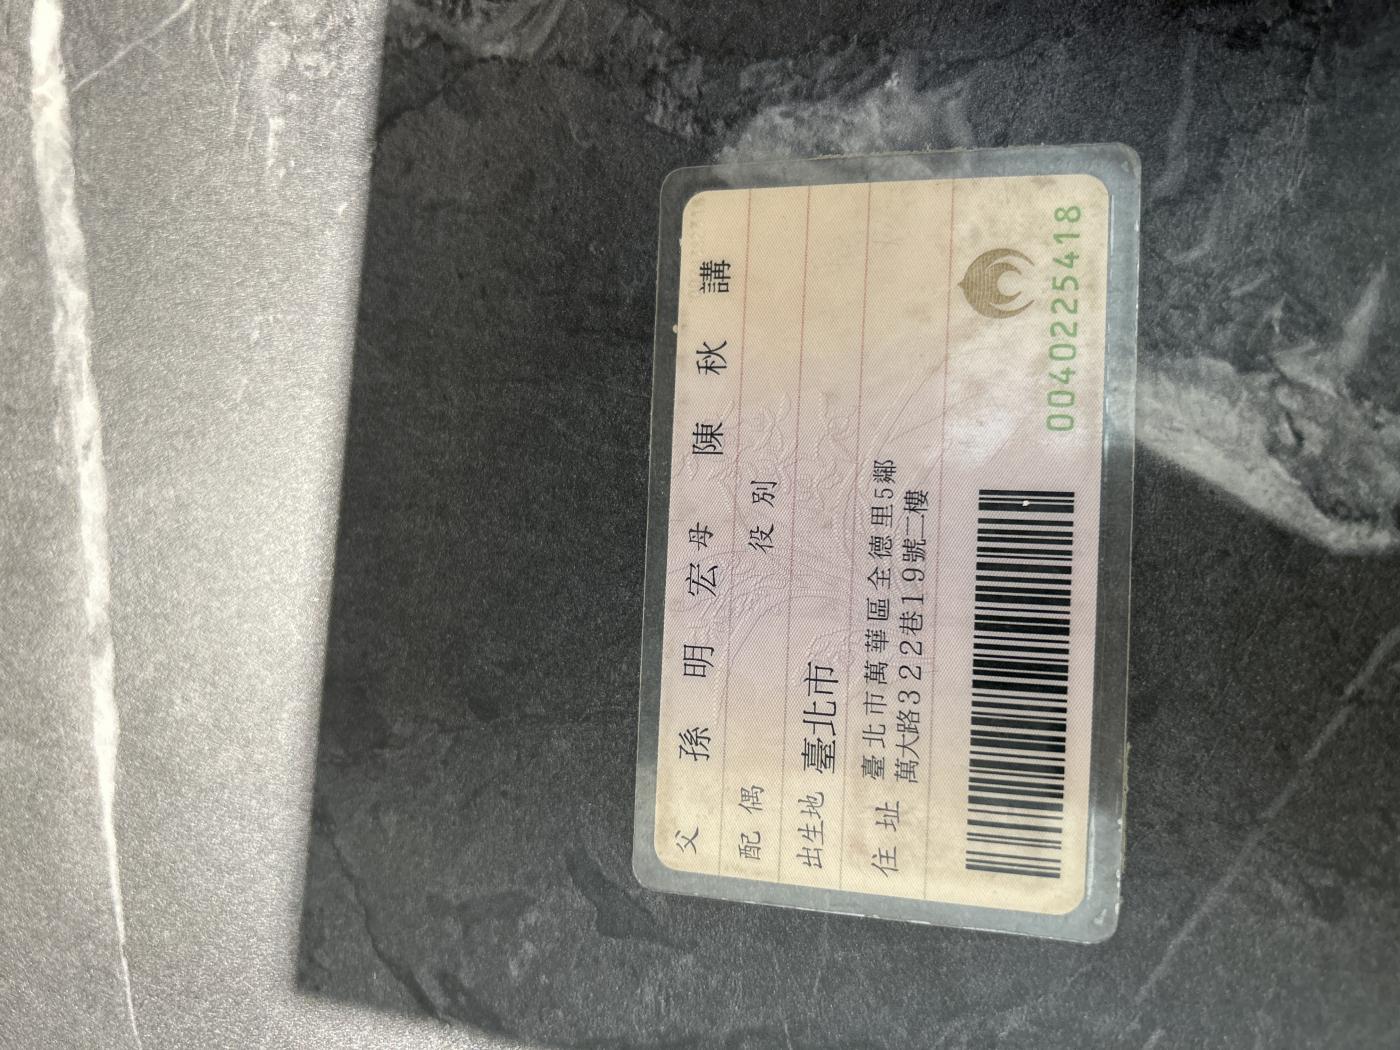 父 孫明宏 母 陳秋講
配偶 役別
出生地 臺北市
住址 臺北市萬華區全德里5鄰
萬大路322巷19號二樓
0040225418